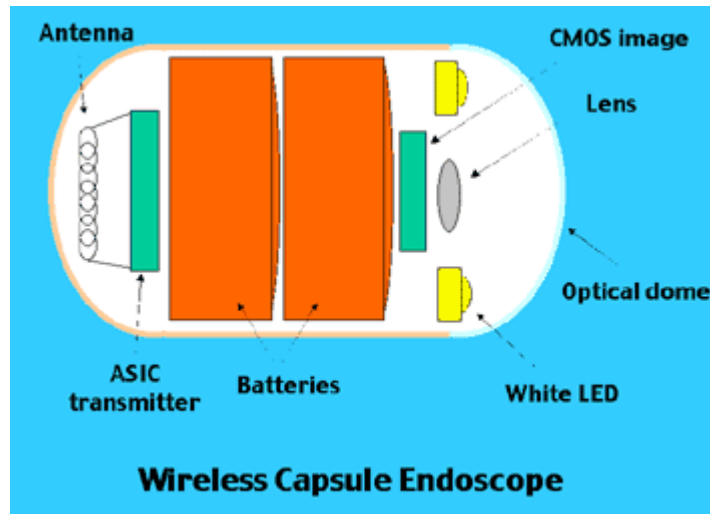 Antenna
CMOS image
Lens
Optical dome
ASIC
transmitter
Batteries
White LED
Wireless Capsule Endoscope